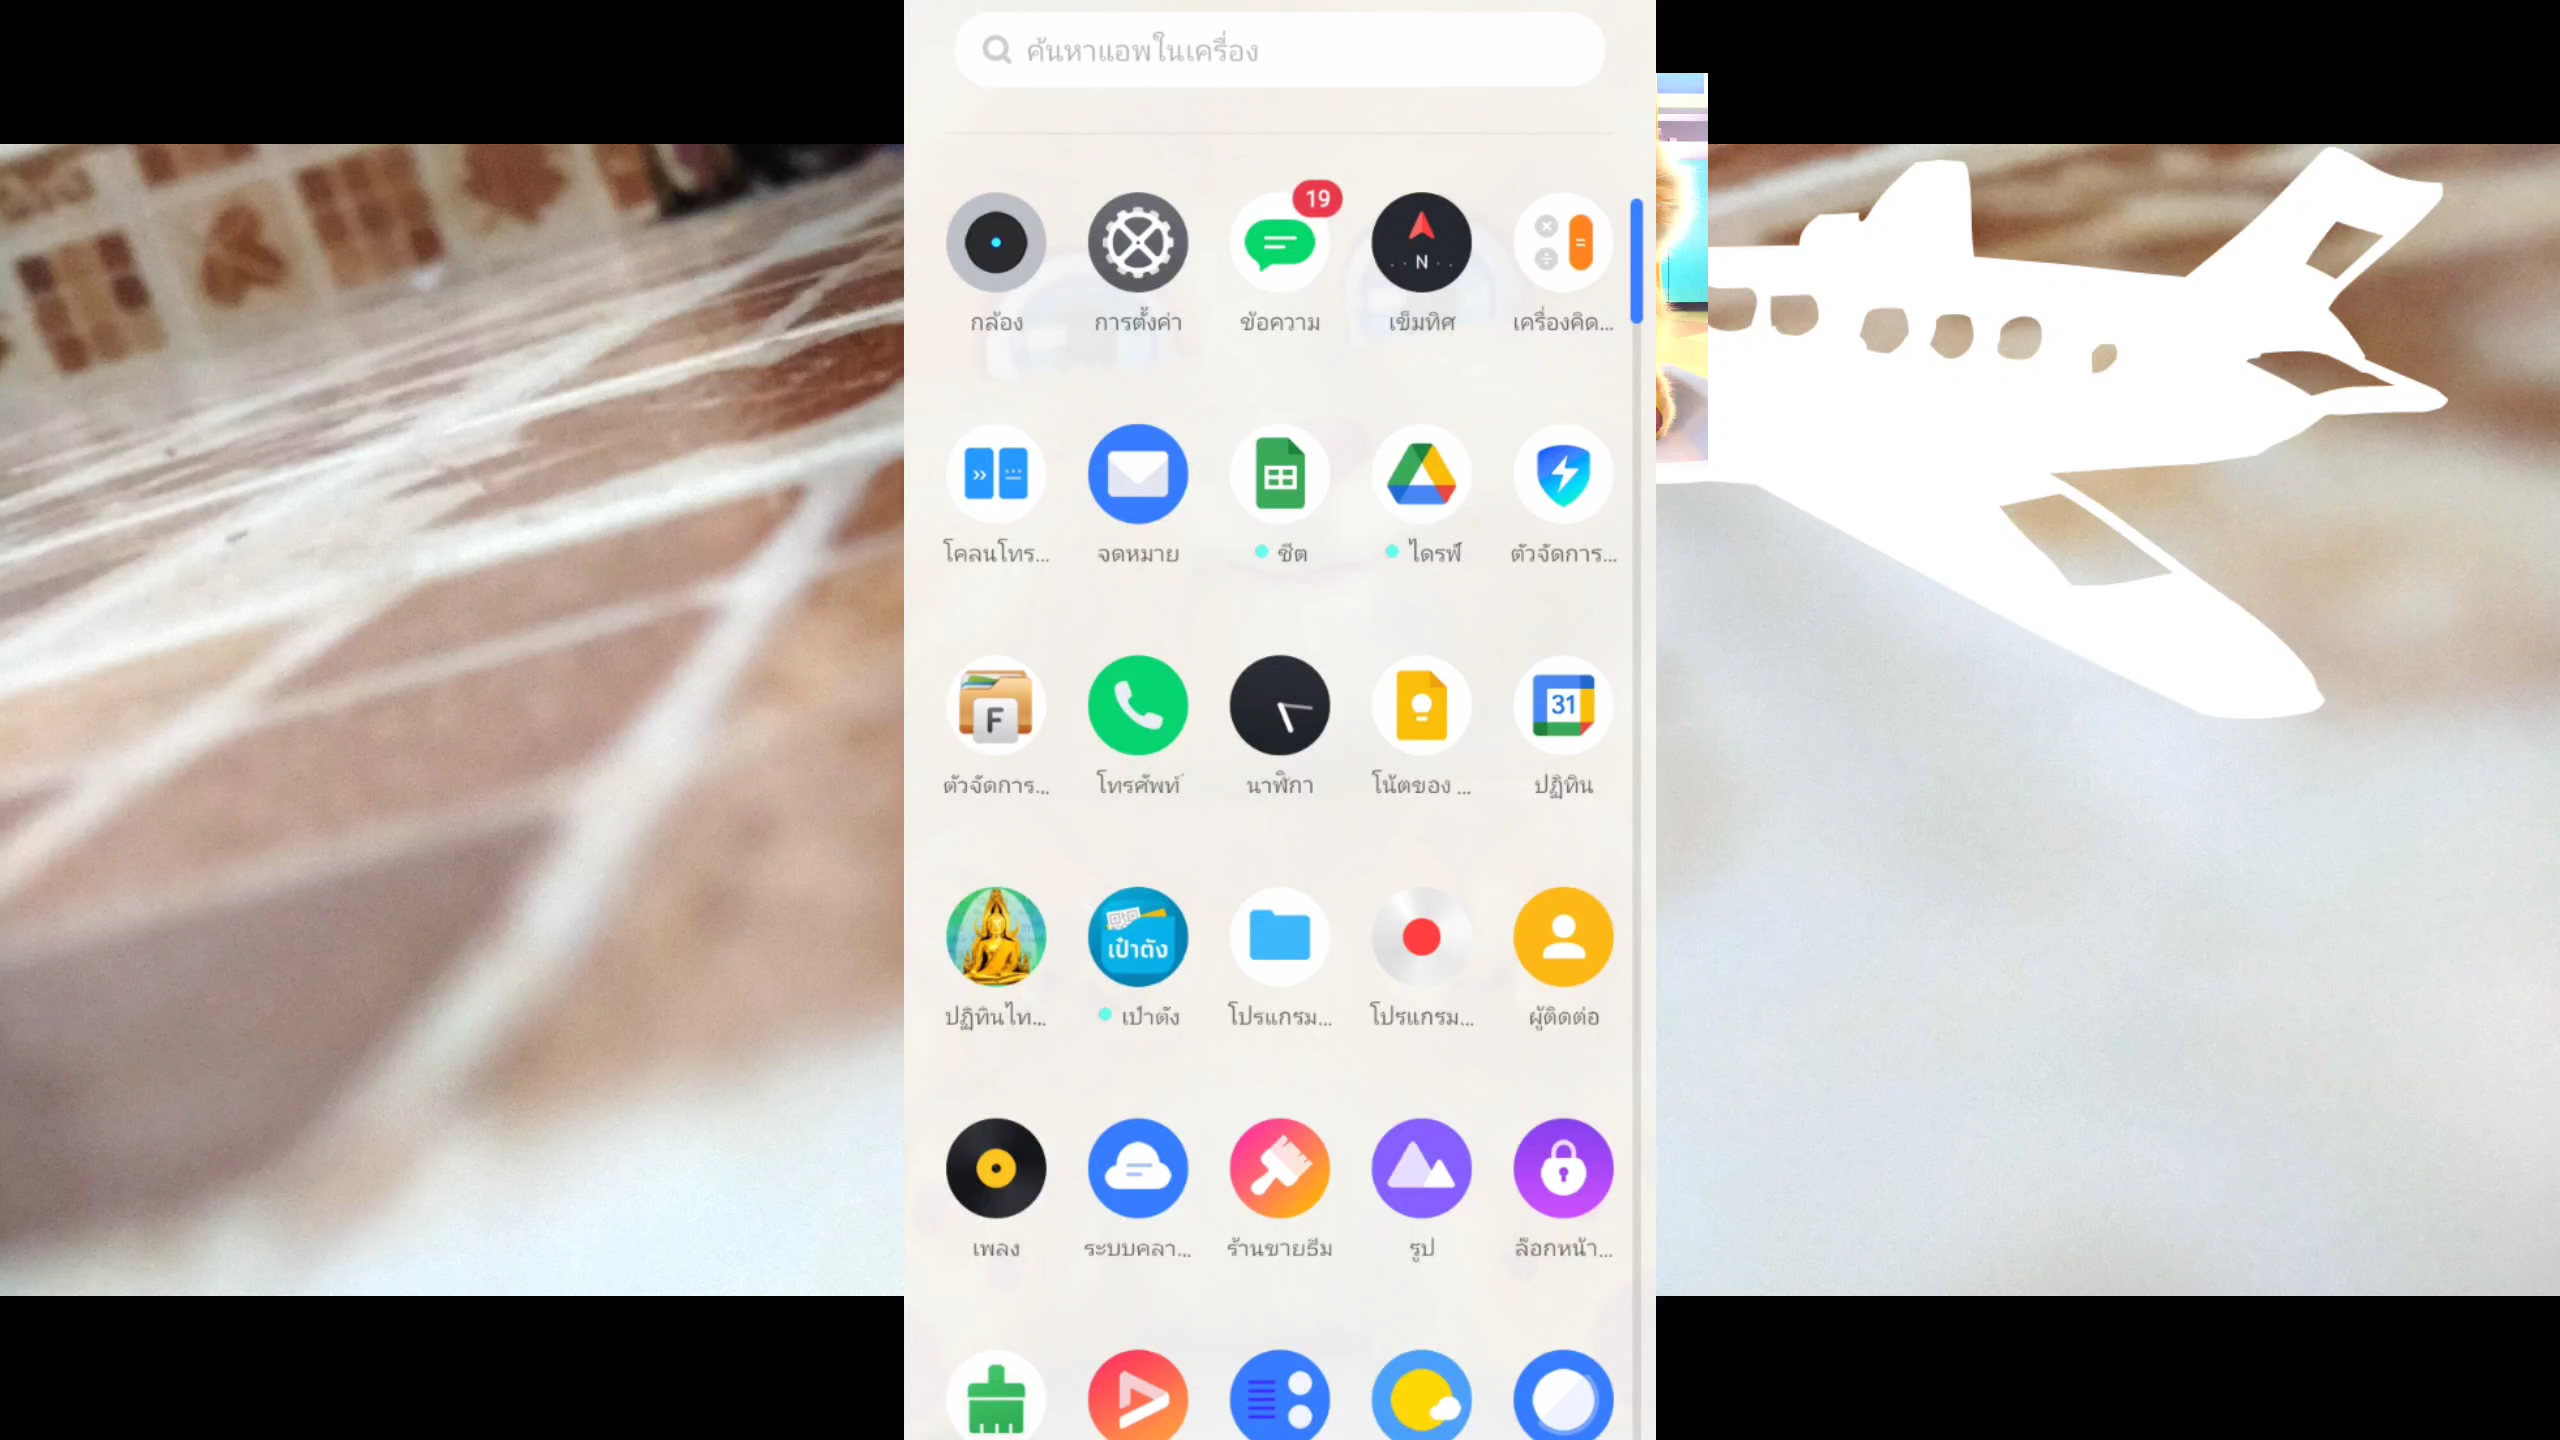 ค้นหาแอพในเครื่อง
19
N
กล้อง
การตั้งค่า
ข้อความ
เข็มทิศ
เครื่องคิด...
โคลนโทร...
จดหมาย
ชีต
ไดรฟ์
ตัวจัดการ...
F
31
ตัวจัดการ...
โทรศัพท์
นาฬิกา
โน้ตของ ...
ปฏิทิน
เป๋าตัง
ปฏิทินไท...
เป๋าตัง
โปรแกรม...
โปรแกรม...
ผู้ติดต่อ
เพลง
ระบบคลา...
ร้านขายธีม
รูป
ล็อกหน้า...